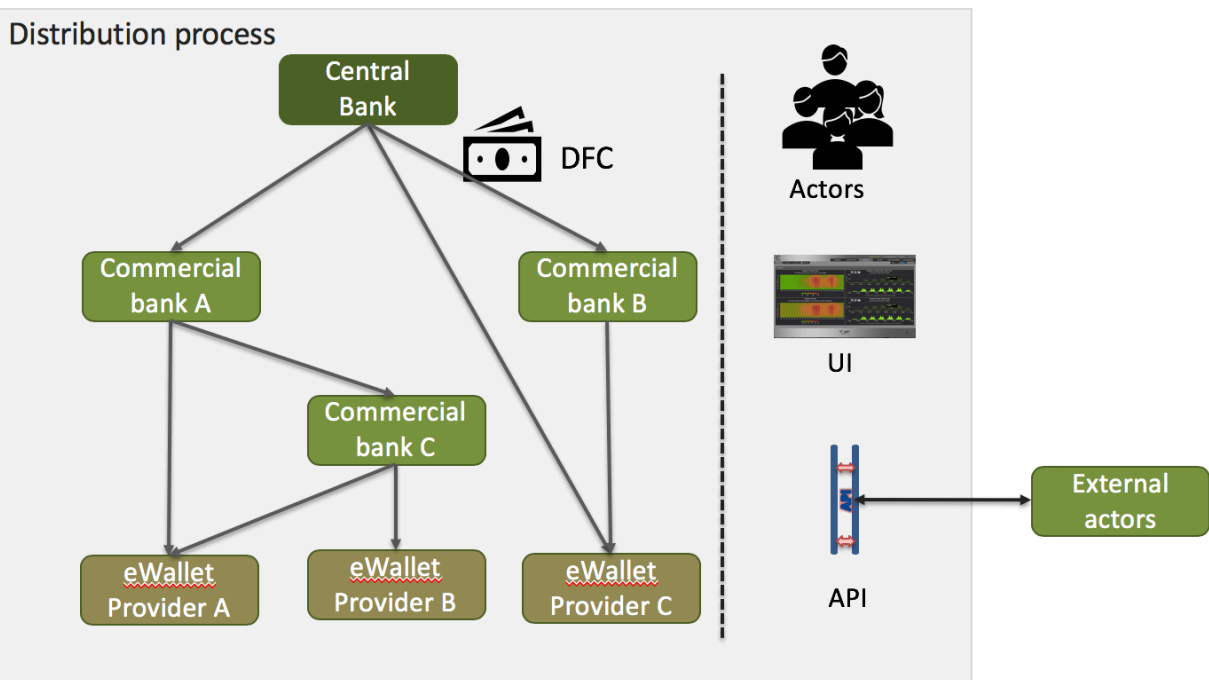 Distribution process
Central
Bank
DFC
Actors
Commercial
bank A
Commercial
bank B
UI
Commercial
bank C
External
actors
eWallet
Provider A
eWallet
Provider B
eWallet
Provider C
API